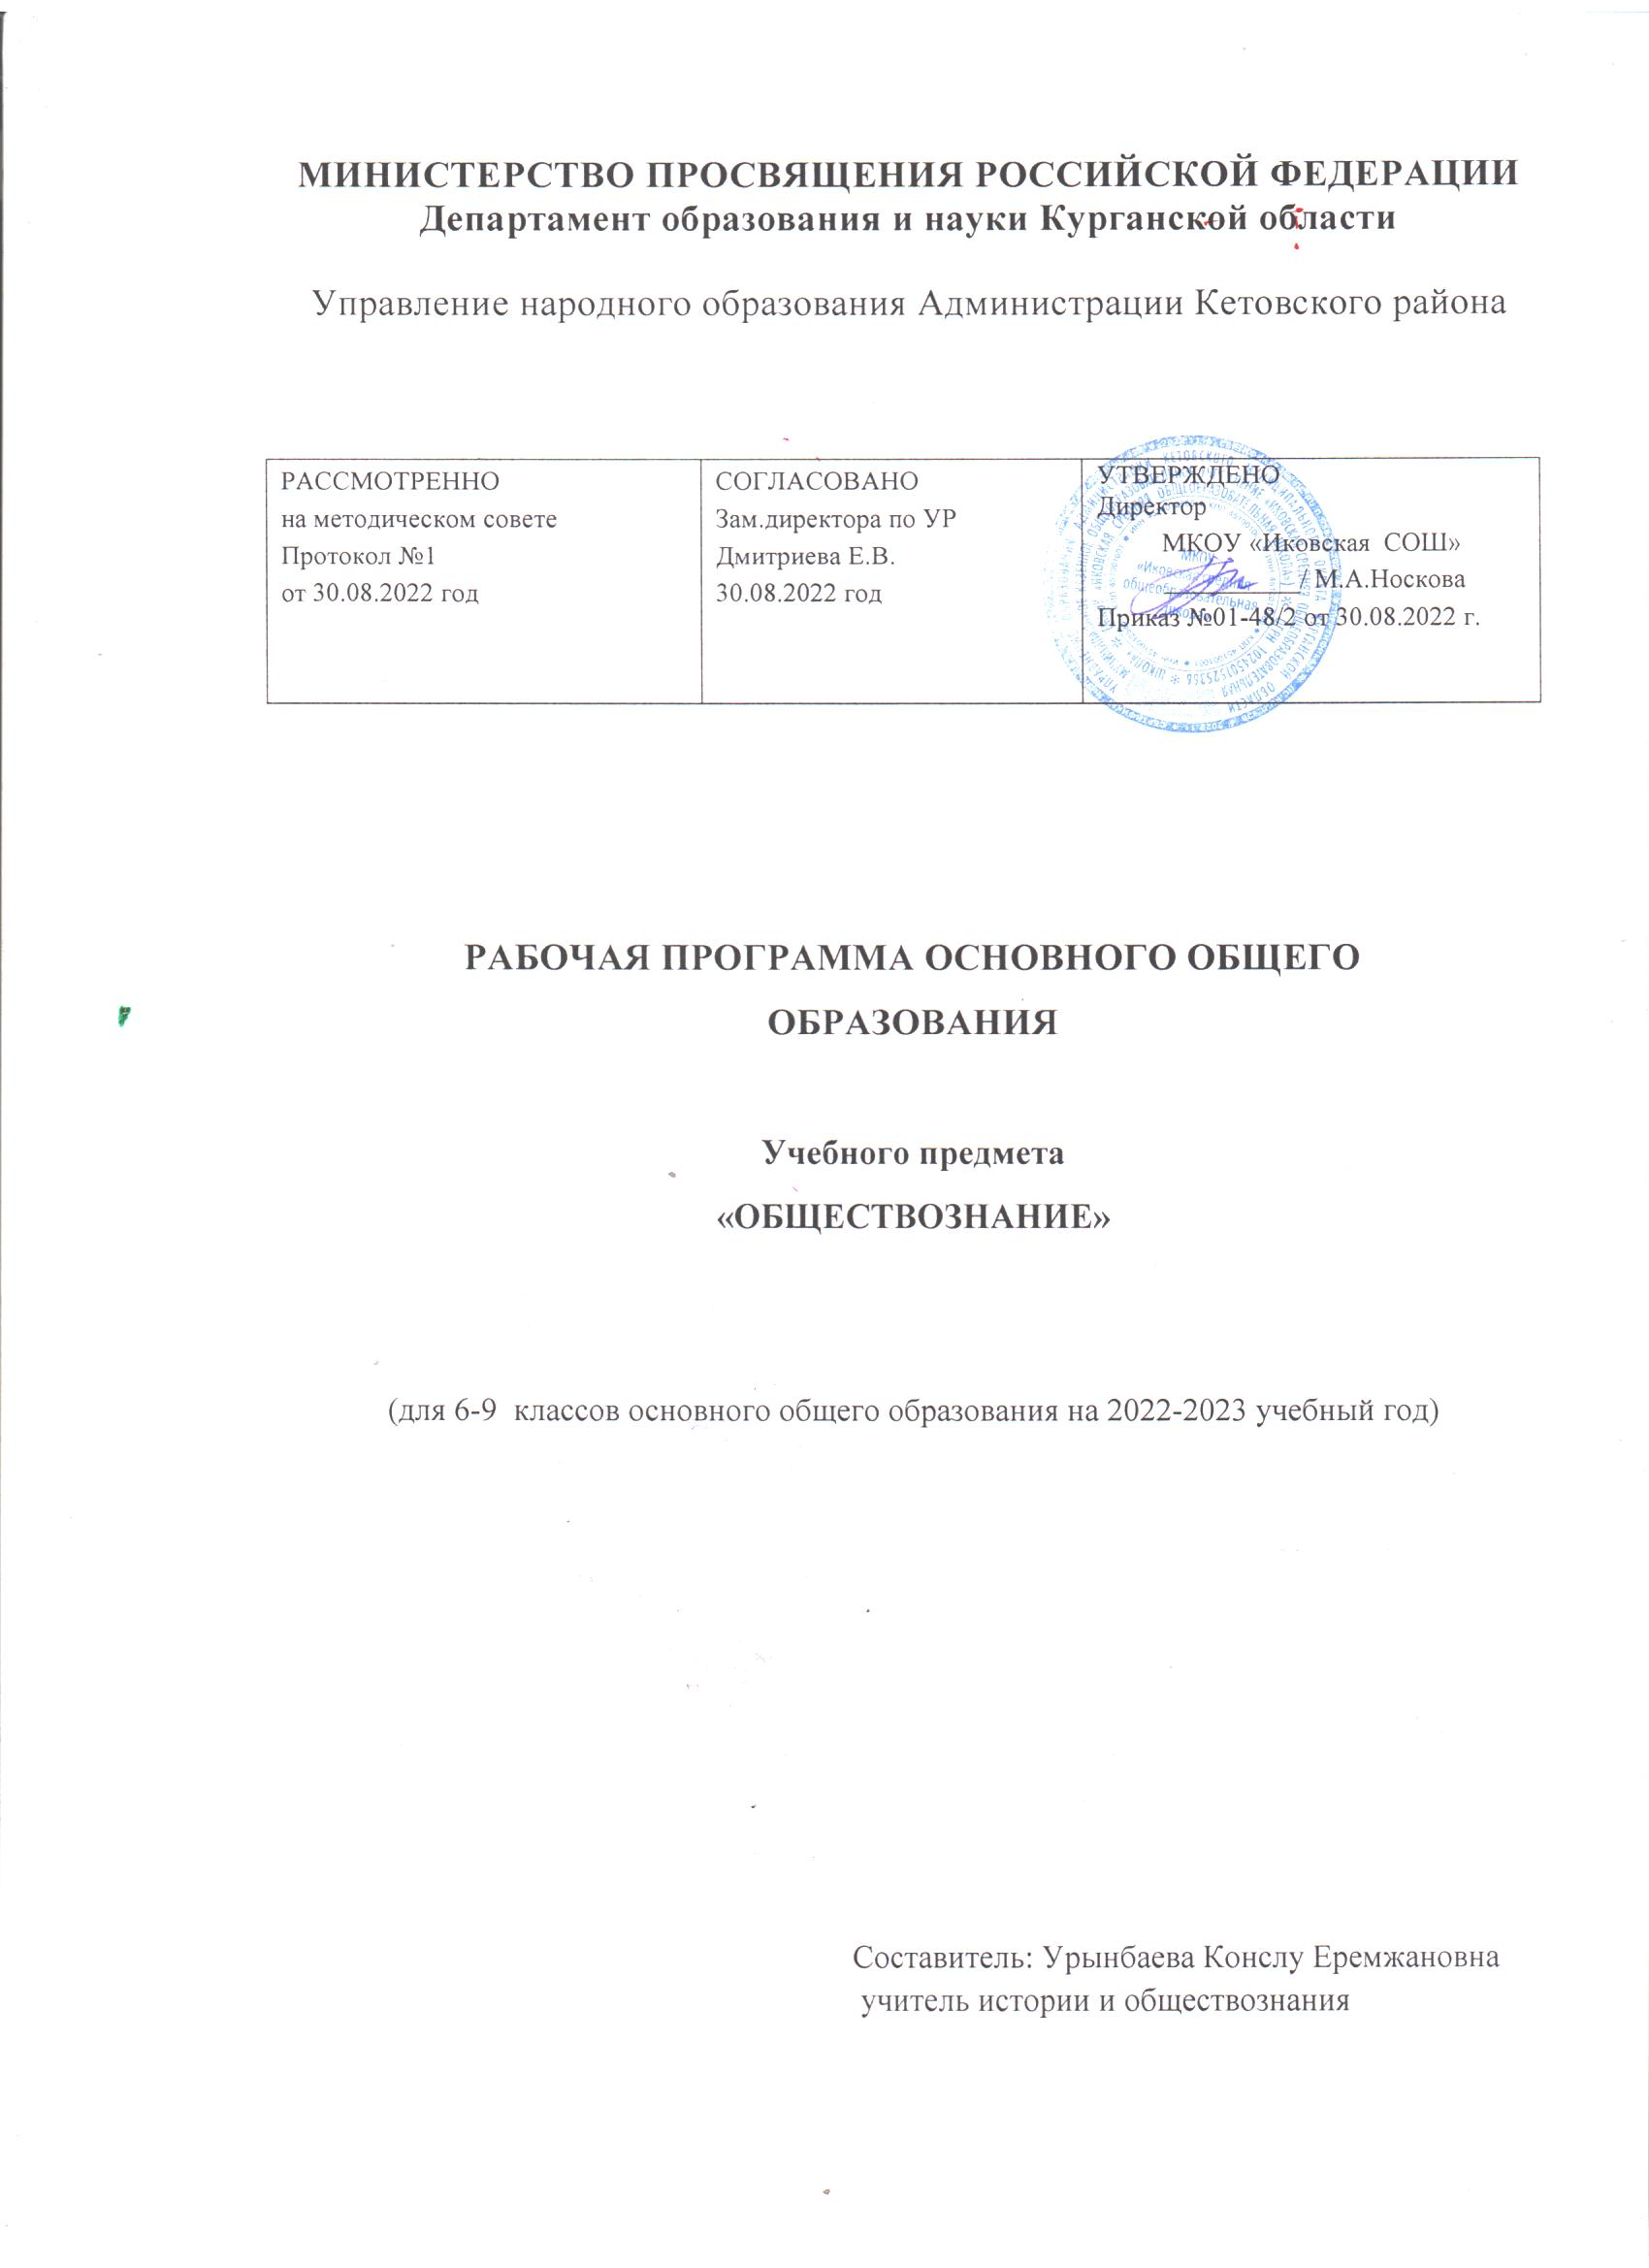 МИНИСТЕРСТВО ПРОСВЯЩЕНИЯ РОССИЙСКОЙ ФЕДЕРАЦИИ
Департамент образования и науки Курганской области
Управление народного образования Администрации Кетовского района
РАССМОТРЕННО
на методическом совете
Протокол №1
от 30.08.2022 год
СОГЛАСОВАНО
Зам.директора по УР
Дмитриева Е.В.
30.08.2022 год
УТВЕРЖДЕНО
Директор
МКОУ «Иковская СОШ»
/ М.А.Носкова
Приказ №01-48/2 от 30.08.2022 г.
МКОУ
«Иковская средняя
общеобразовательная
РАБОЧАЯ ПРОГРАММА ОСНОВНОГО ОБЩЕГО
ОБРАЗОВАНИЯ
Учебного предмета
«ОБЩЕСТВОЗНАНИЕ»
(для 6-9 классов основного общего образования на 2022-2023 учебный год)
Составитель: Урынбаева Конслу Еремжановна
учитель истории и обществознания